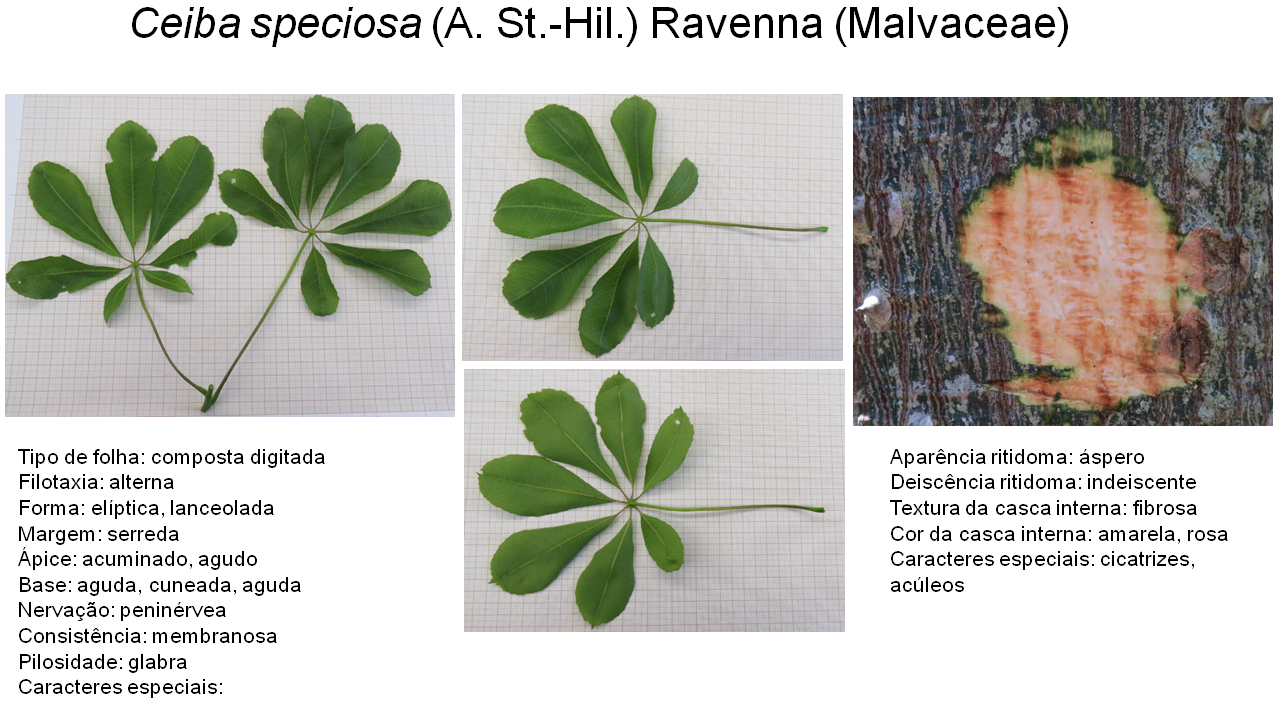 Ceiba speciosa (A. St.-Hil.) Ravenna (Malvaceae)
Tipo de folha: composta digitada
Filotaxia: alterna
Forma: elíptica, lanceolada
Margem: serreda
Ápice: acuminado, agudo
Base: aguda, cuneada, aguda
Nervação: peninérvea
Consistência: membranosa
Pilosidade: glabra
Caracteres especiais:
Aparência ritidoma: áspero
Deiscência ritidoma: indeiscente
Textura da casca interna: fibrosa
Cor da casca interna: amarela, rosa
Caracteres especiais: cicatrizes,
acúleos